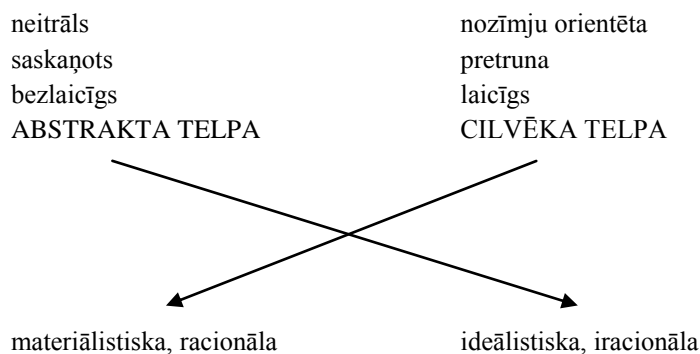 neitrāls
saskaņots
bezlaicīgs
ABSTRAKTA TELPA
nozīmju orientēta
pretruna
laicīgs
CILVĒKA TELPA
materiālistiska, racionāla
ideālistiska, iracionāla